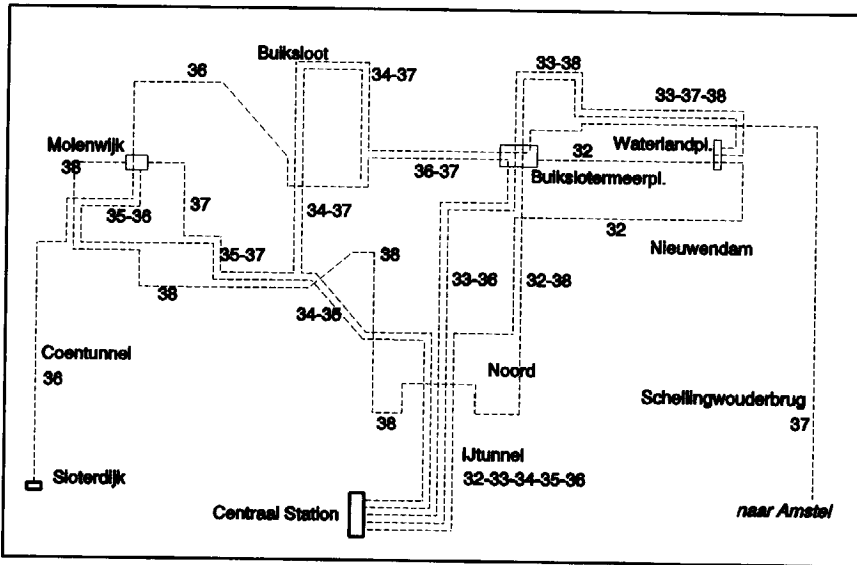 Buiksloot
36
34-37
33-38
33-37-38
Molenwijk
38
35-36
37
34-37
36-37
32
Waterlandpl.
Buikslotermeerpl.
32
Nieuwendam
35-37
38
38
34-35
33-36
32-38
Coentunnel
36
Noord
38
Schellingwouderbrug
37
IJtunnel
32-33-34-35-36
Sloterdijk
Centraal Station
naar Amstel